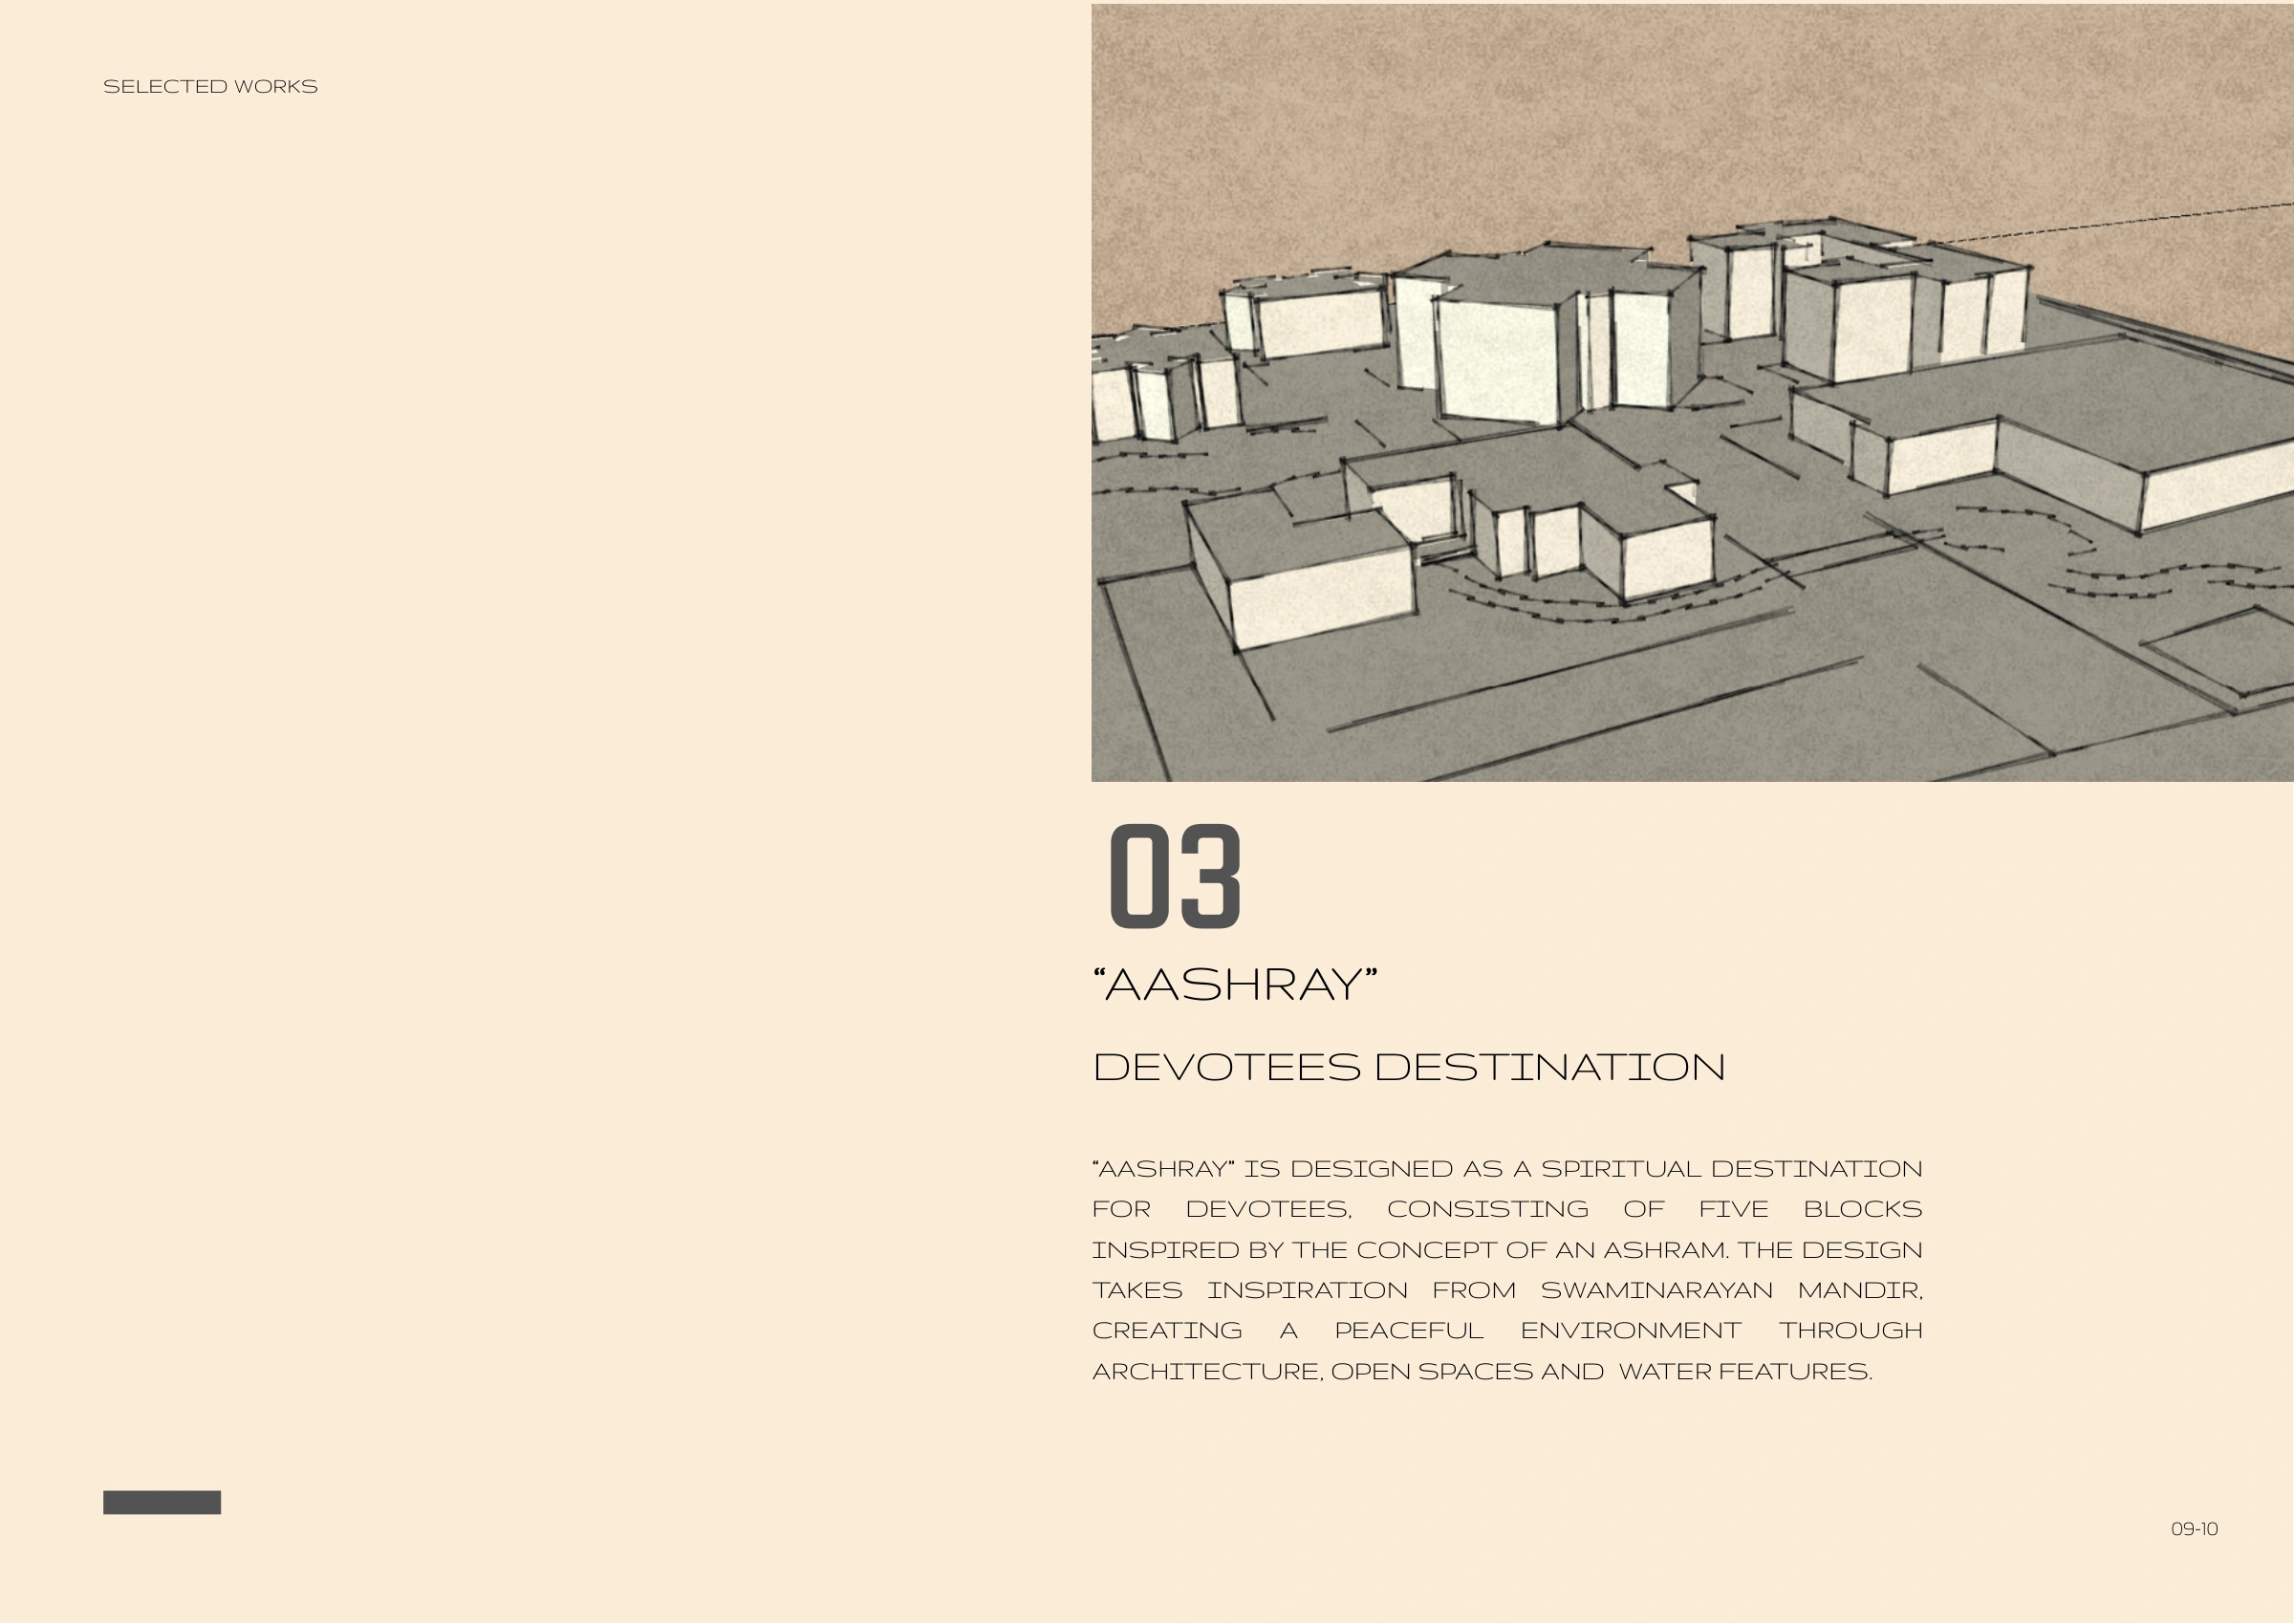 SELECTED WORKS
03
“AASHRAY”
DEVOTEES DESTINATION
“AASHRAY” IS DESIGNED AS A SPIRITUAL DESTINATION
FOR DEVOTEES, CONSISTING OF FIVE BLOCKS
INSPIRED BY THE CONCEPT OF AN ASHRAM. THE DESIGN
TAKES INSPIRATION FROM SWAMINARAYAN MANDIR,
CREATING A PEACEFUL ENVIRONMENT THROUGH
ARCHITECTURE, OPEN SPACES AND WATER FEATURES.
09-10